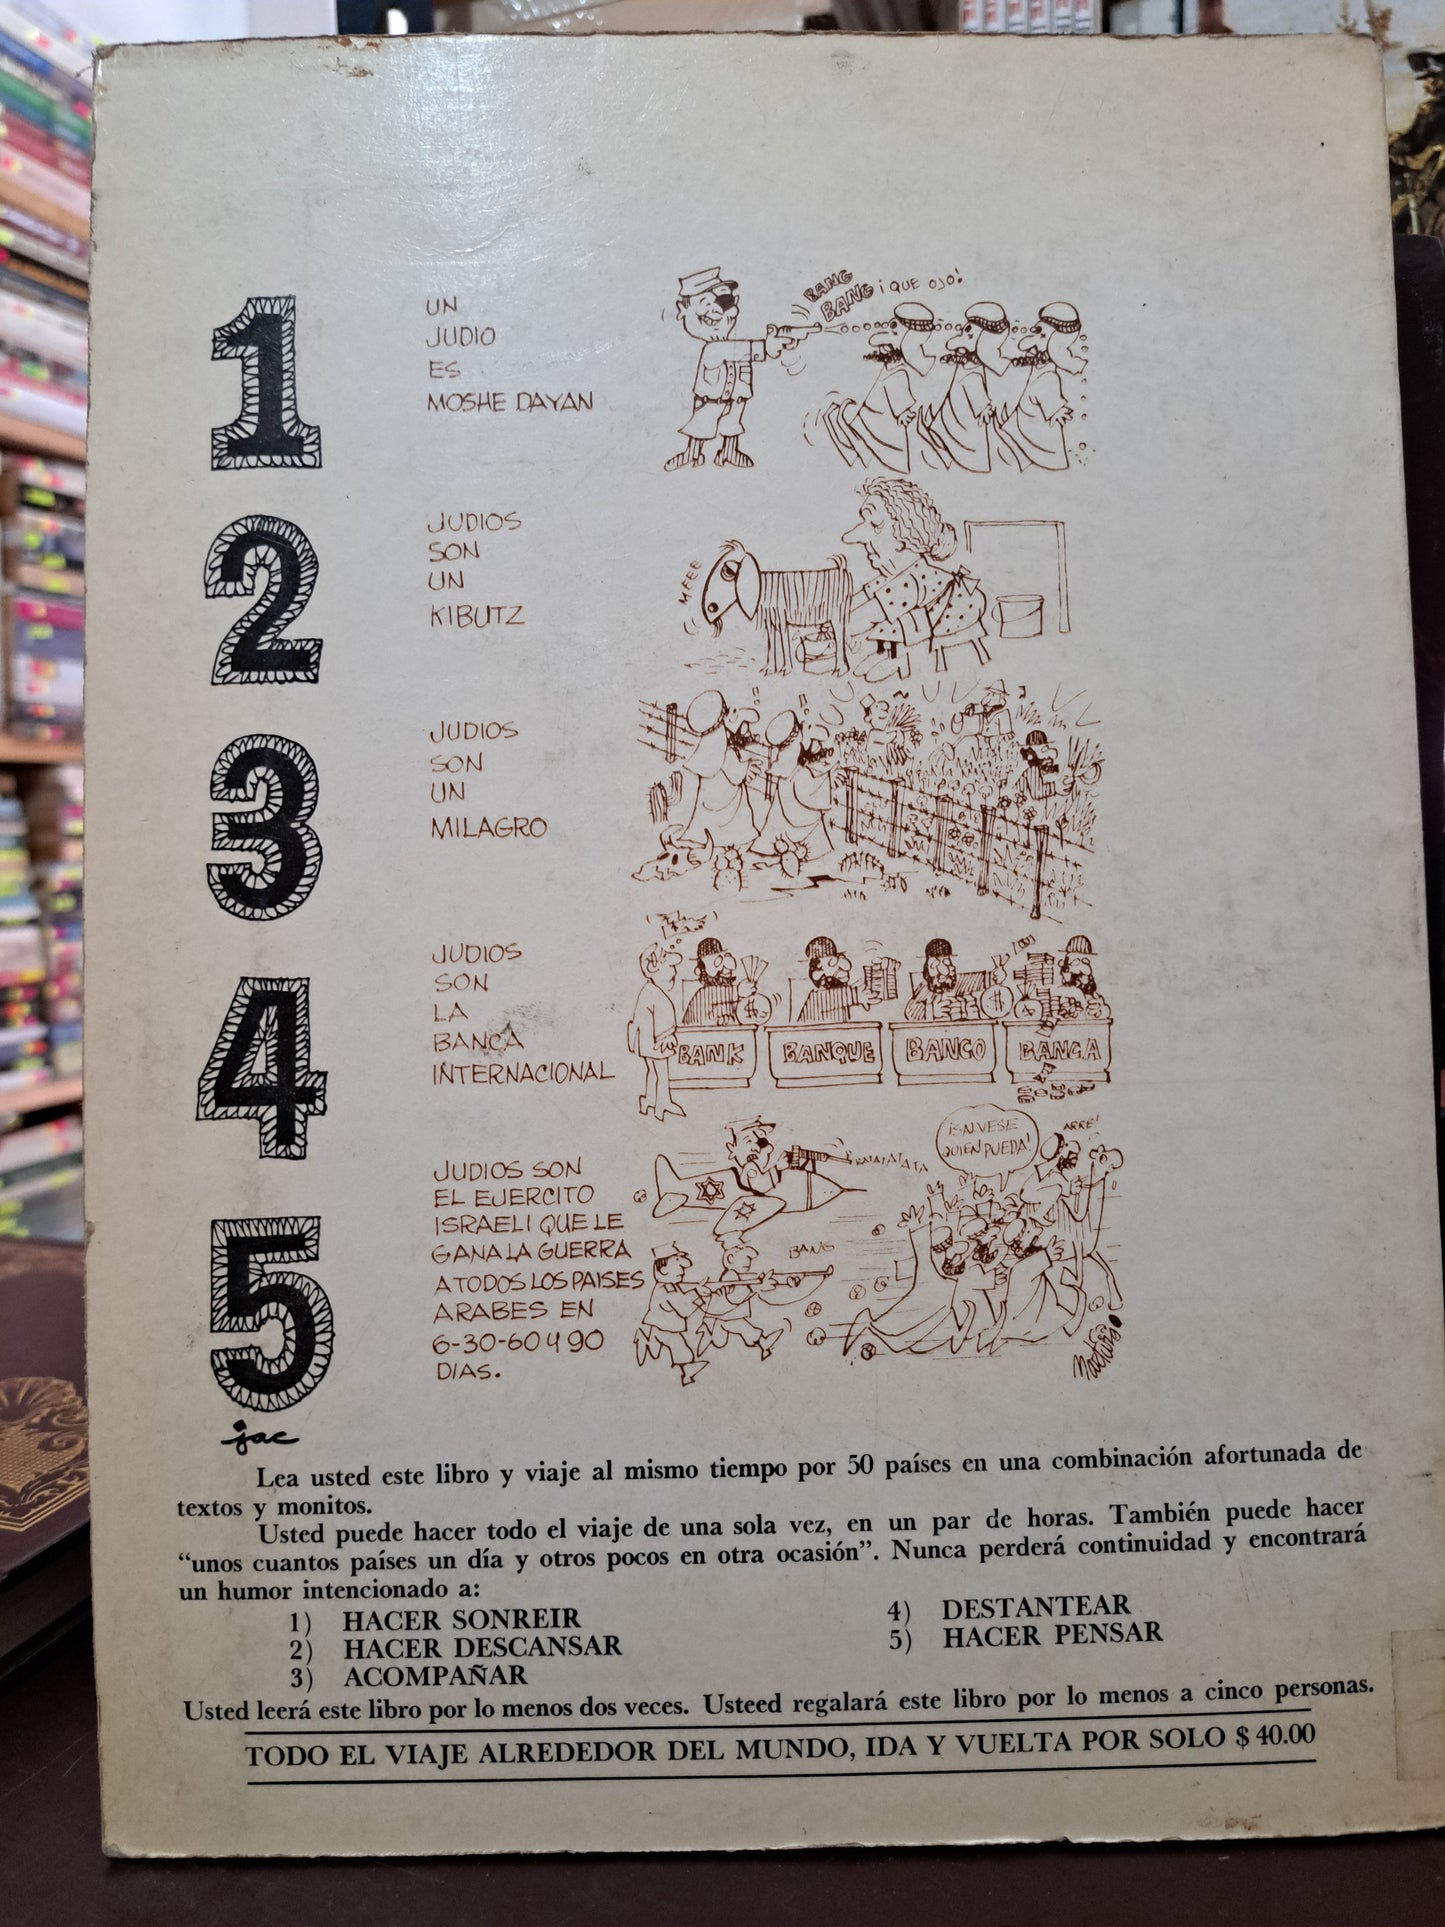 1
UN
JUDIO
ES
MOSHE DAYAN
BANG
BANG ¡QUE OJO!
2
JUDIOS
SON
UN
KIBUTZ
MEEE
3
JUDIOS
SON
UN
MILAGRO
4
JUDIOS
SON
LA
BANCA
INTERNACIONAL
BANK BANQUE BANCO BANCA
5
JUDIOS SON
EL EJERCITO
ISRAELI QUE LE
GANA LA GUERRA
A TODOS LOS PAISES
ARABES EN
6-30-60 Y 90
DIAS.
RATATATATA
¡SALVESE
QUIEN PUEDA!
ARRE!
BANG
jac
Lea usted este libro y viaje al mismo tiempo por 50 países en una combinación afortunada de
textos y monitos.
Usted puede hacer todo el viaje de una sola vez, en un par de horas. También puede hacer
“unos cuantos países un día y otros pocos en otra ocasión”. Nunca perderá continuidad y encontrará
un humor intencionado a:
1) HACER SONREIR
2) HACER DESCANSAR
3) ACOMPAÑAR
4) DESTANTEAR
5) HACER PENSAR
Usted leerá este libro por lo menos dos veces. Usteed regalará este libro por lo menos a cinco personas.
TODO EL VIAJE ALREDEDOR DEL MUNDO, IDA Y VUELTA POR SOLO $ 40.00